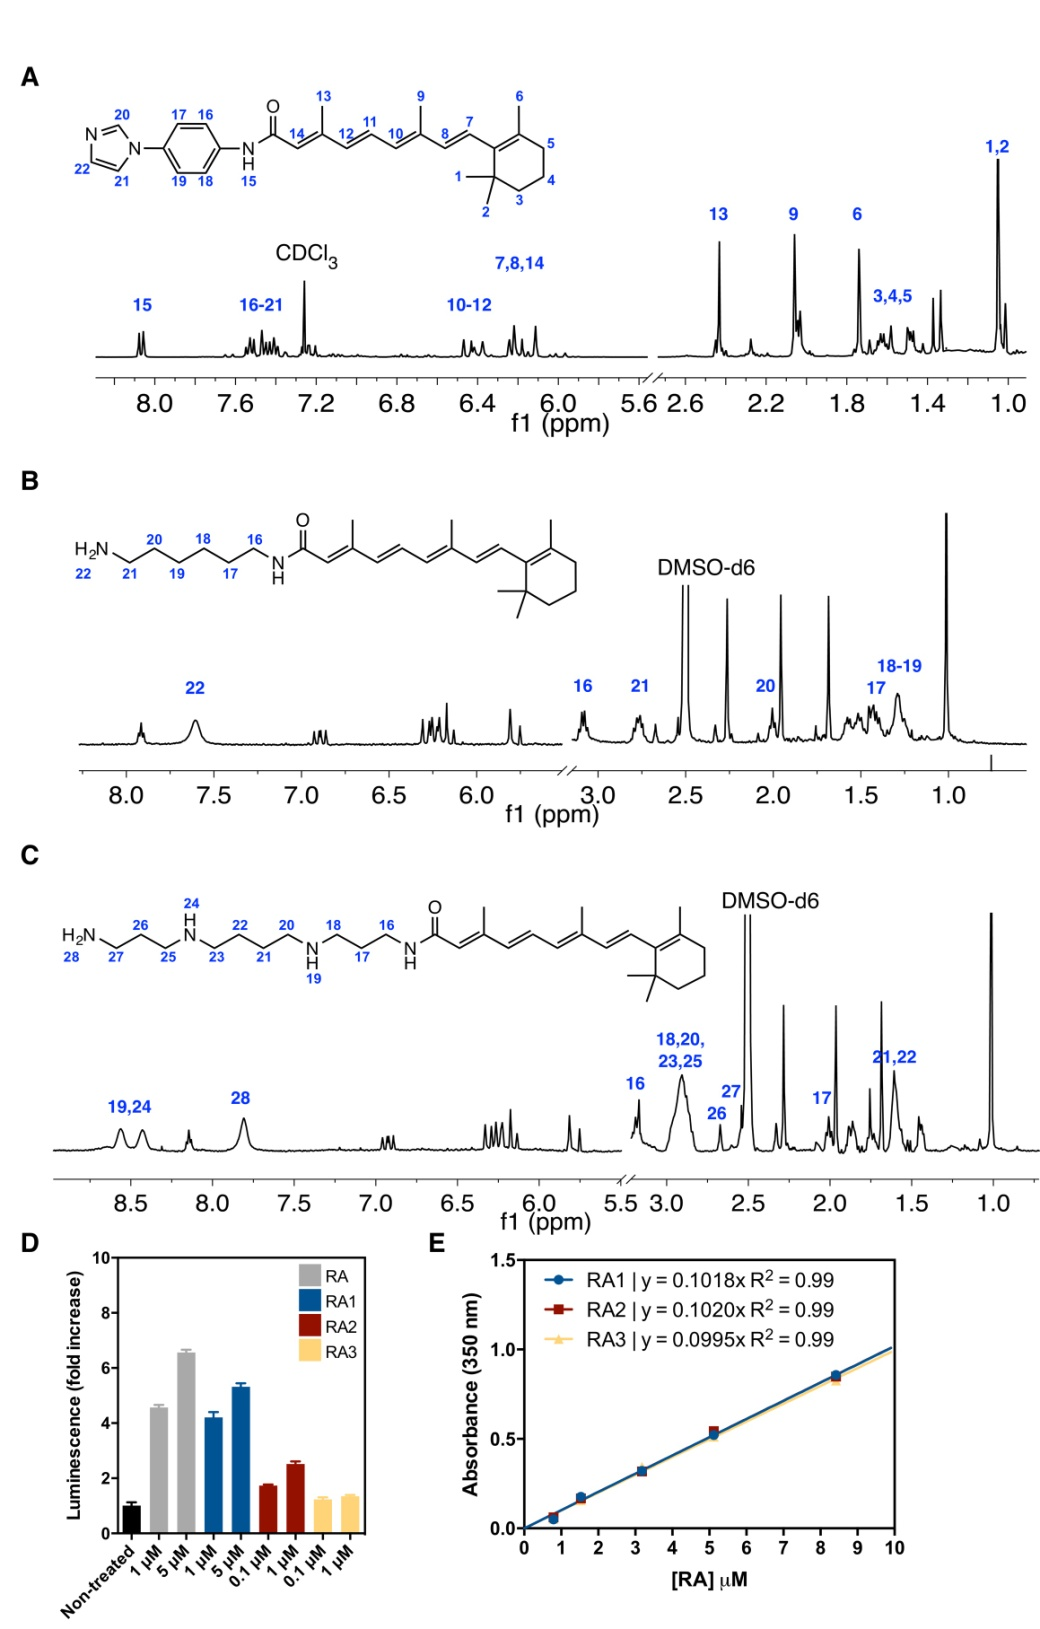 A
13
9
6
20
17
16
O
11
7
14
12
10
8
5
N
N
N
H
22
21
19
18
15
1
4
3
2
1,2
13
9
6
CDCl3
7,8,14
15
16-21
10-12
3,4,5
8.0 7.6 7.2 6.8 6.4 6.0 5.6 2.6 2.2 1.8 1.4 1.0
f1 (ppm)
B
O
20 18 16
H2N
N
H
22 21 19 17
DMSO-d6
22
16
21
20
18-19
17
8.0 7.5 7.0 6.5 6.0 3.0 2.5 2.0 1.5 1.0
f1 (ppm)
C
24
H
N
26 22 20 18 16
O
H2N
N
H
N
H
28 27 25 23 21 17
19
DMSO-d6
18,20,
23,25
21,22
19,24
28
16
27
26
17
8.5 8.0 7.5 7.0 6.5 6.0 5.5 3.0 2.5 2.0 1.5 1.0
f1 (ppm)
D
Luminescence (fold increase)
10
8
6
4
2
0
RA
RA1
RA2
RA3
Non-treated
1 µM
5 µM
1 µM
5 µM
0.1 µM
1 µM
0.1 µM
1 µM
E
Absorbance (350 nm)
1.5
1.0
0.5
0.0
RA1 | y = 0.1018x R2 = 0.99
RA2 | y = 0.1020x R2 = 0.99
RA3 | y = 0.0995x R2 = 0.99
0 1 2 3 4 5 6 7 8 9 10
[RA] µM